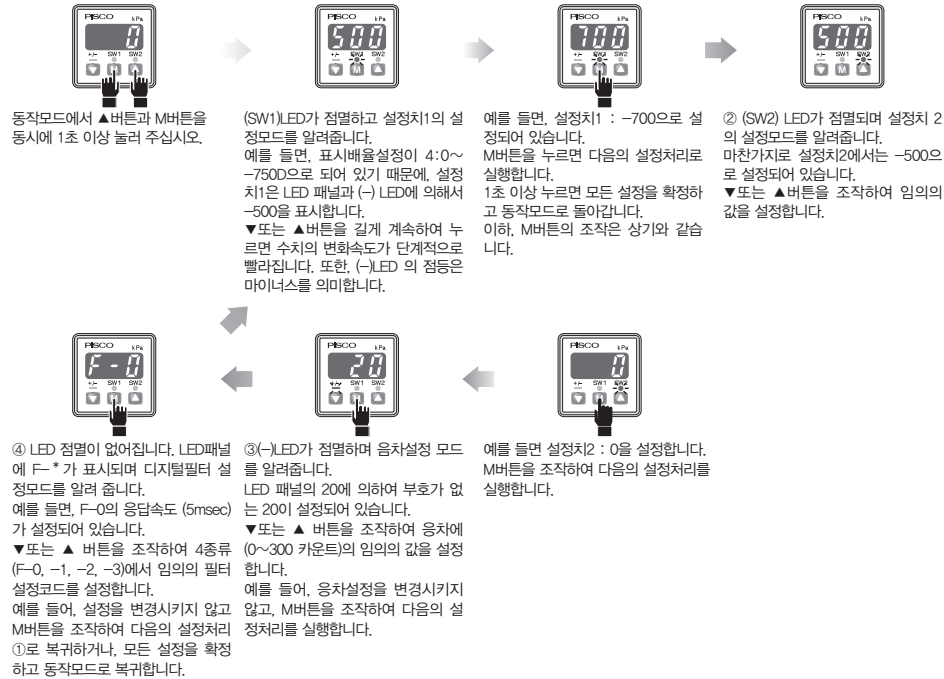 PISCO kPa
0
+/- SW1 SW2
M
동작모드에서 ▲버튼과 M버튼을
동시에 1초 이상 눌러 주십시오.
PISCO kPa
500
+/- SW1 SW2
M
(SW1)LED가 점멸하고 설정치1의 설
정모드를 알려줍니다.
예를 들면, 표시배율설정이 4:0~
-750D으로 되어 있기 때문에, 설정
치1은 LED 패널과 (-) LED에 의해서
-500을 표시합니다.
▼또는 ▲버튼을 길게 계속하여 누
르면 수치의 변화속도가 단계적으로
빨라집니다. 또한, (-)LED 의 점등은
마이너스를 의미합니다.
PISCO kPa
700
+/- SW1 SW2
예를 들면, 설정치1 : -700으로 설
정되어 있습니다.
M버튼을 누르면 다음의 설정처리로
실행합니다.
1초 이상 누르면 모든 설정을 확정하
고 동작모드로 돌아갑니다.
이하, M버튼의 조작은 상기와 같습
니다.
PISCO kPa
500
+/- SW1 SW2
M
② (SW2) LED가 점멸되며 설정치 2
의 설정모드를 알려줍니다.
마찬가지로 설정치2에서는 -500으
로 설정되어 있습니다.
▼또는 ▲버튼을 조작하여 임의의
값을 설정합니다.
PISCO kPa
F-0
+/- SW1 SW2
④ LED 점멸이 없어집니다. LED패널
에 F-*가 표시되며 디지털필터 설
정모드를 알려 줍니다.
예를 들면, F-0의 응답속도 (5msec)
가 설정되어 있습니다.
▼또는 ▲ 버튼을 조작하여 4종류
(F-0, -1, -2, -3)에서 임의의 필터
설정코드를 설정합니다.
예를 들어, 설정을 변경시키지 않고
M버튼을 조작하여 다음의 설정처리
①로 복귀하거나, 모든 설정을 확정
하고 동작모드로 복귀합니다.
PISCO kPa
20
+/- SW1 SW2
③(-)LED가 점멸하며 응차설정 모드
를 알려줍니다.
LED 패널의 20에 의하여 부호가 없
는 20이 설정되어 있습니다.
▼또는 ▲ 버튼을 조작하여 응차에
(0~300 카운트)의 임의의 값을 설정
합니다.
예를 들어, 응차설정을 변경시키지
않고, M버튼을 조작하여 다음의 설
정처리를 실행합니다.
PISCO kPa
0
+/- SW1 SW2
예를 들면 설정치2 : 0을 설정합니다.
M버튼을 조작하여 다음의 설정처리를
실행합니다.